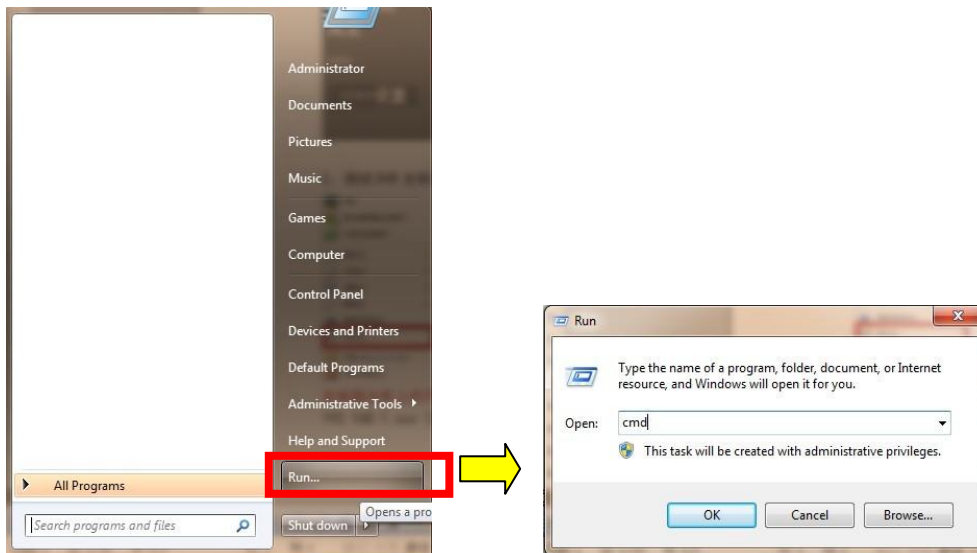 Administrator
Documents
Pictures
Music
Games
Computer
Control Panel
Devices and Printers
Default Programs
Administrative Tools
Help and Support
Run...
All Programs
Opens a pro
Search programs and files
Shut down
Run
Type the name of a program, folder, document, or Internet
resource, and Windows will open it for you.
Open: cmd
This task will be created with administrative privileges.
OK Cancel Browse...